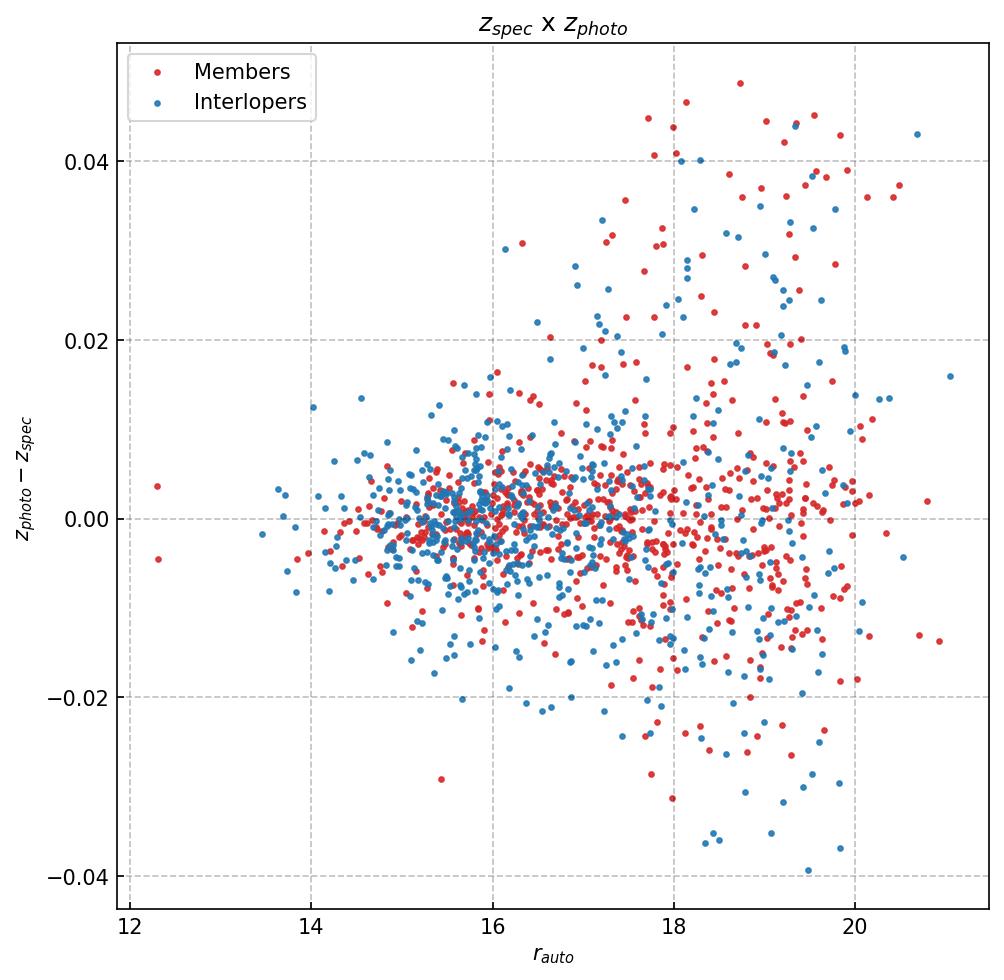 z_spec x z_photo
Members
Interlopers
0.04
0.02
0.00
−0.02
−0.04
z_photo − z_spec
12 14 16 18 20
r_auto